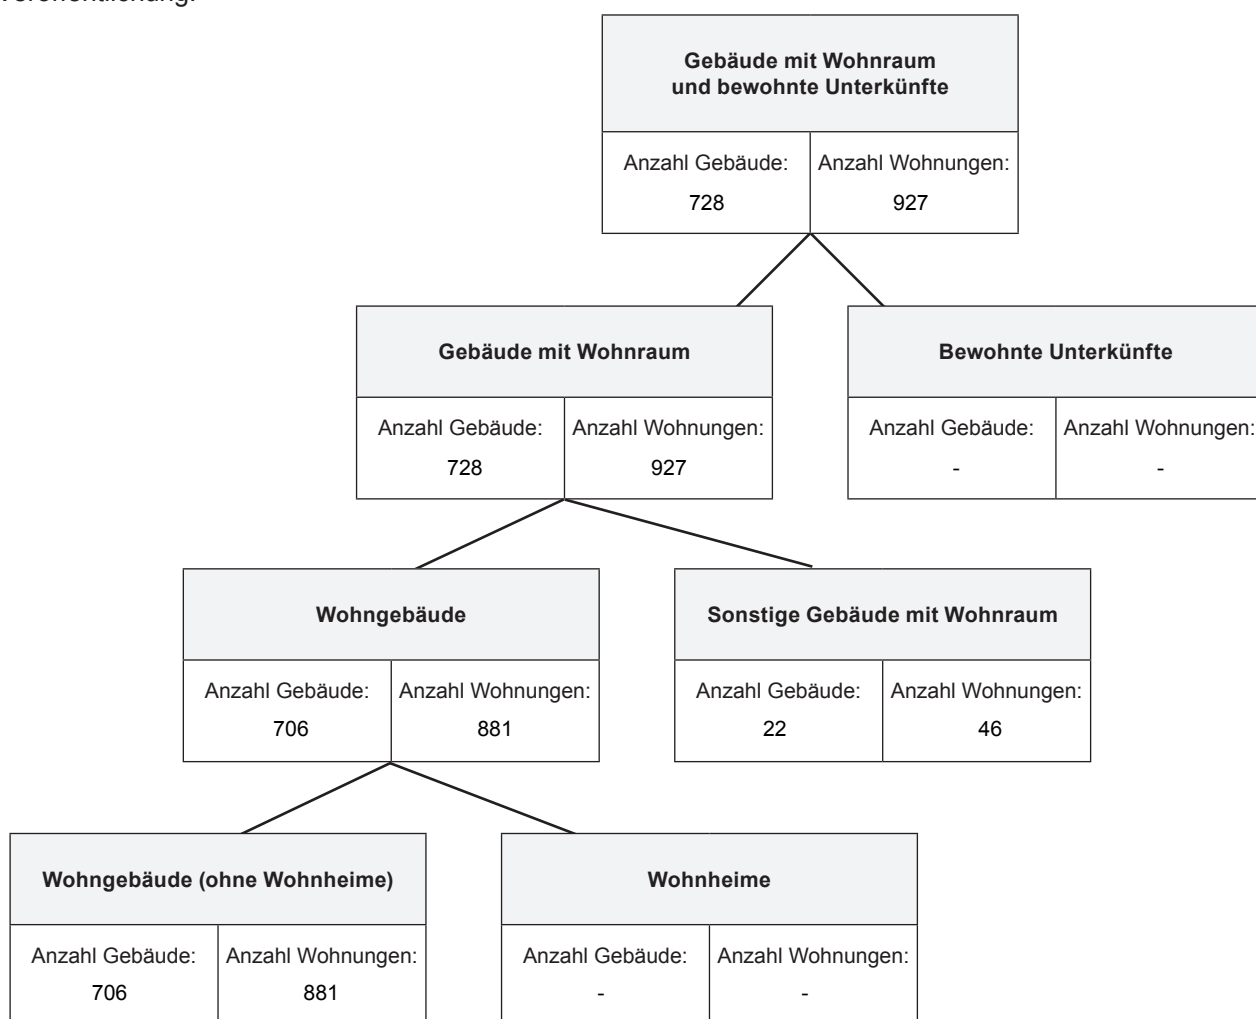 Veröffentlichung.
Gebäude mit Wohnraum
und bewohnte Unterkünfte
Anzahl Gebäude: Anzahl Wohnungen:
728 927
Gebäude mit Wohnraum
Anzahl Gebäude: Anzahl Wohnungen:
728 927
Bewohnte Unterkünfte
Anzahl Gebäude: Anzahl Wohnungen:
- -
Wohngebäude
Anzahl Gebäude: Anzahl Wohnungen:
706 881
Sonstige Gebäude mit Wohnraum
Anzahl Gebäude: Anzahl Wohnungen:
22 46
Wohngebäude (ohne Wohnheime)
Anzahl Gebäude: Anzahl Wohnungen:
706 881
Wohnheime
Anzahl Gebäude: Anzahl Wohnungen:
- -